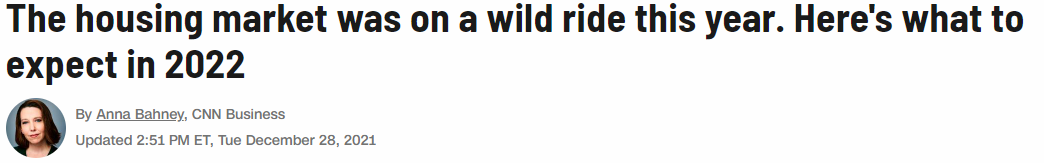 The housing market was on a wild ride this year. Here's what to
expect in 2022
By Anna Bahney, CNN Business
Updated 2:51 PM ET, Tue December 28, 2021